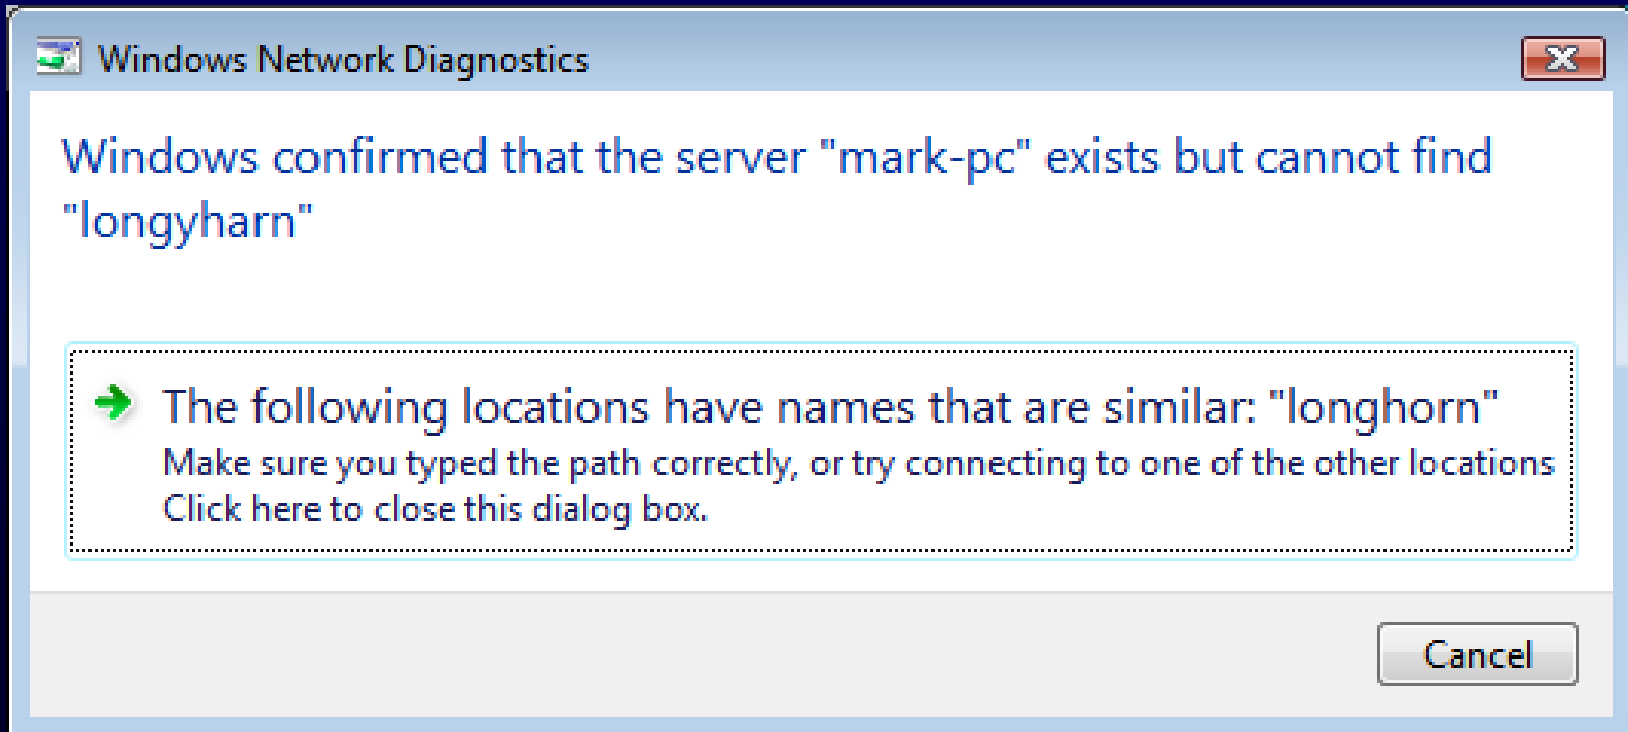 Windows Network Diagnostics
Windows confirmed that the server "mark-pc" exists but cannot find
"longyharn"
The following locations have names that are similar: "longhorn"
Make sure you typed the path correctly, or try connecting to one of the other locations
Click here to close this dialog box.
Cancel